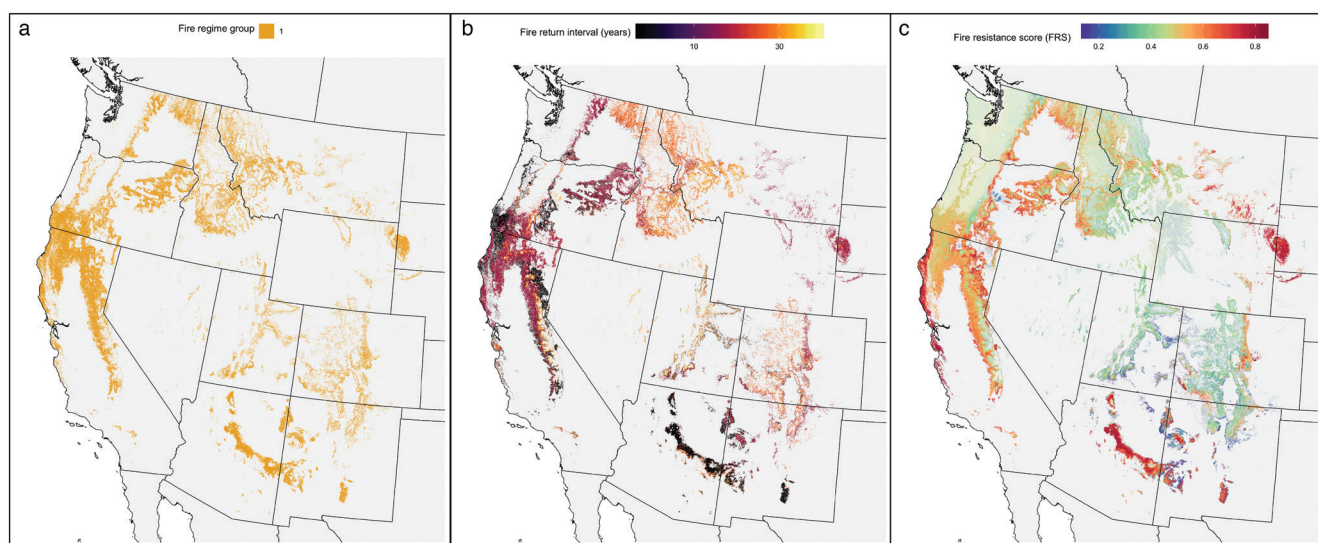 a
Fire regime group
1
b
Fire return interval (years)
10
30
c
Fire resistance score (FRS)
0.2
0.4
0.6
0.8